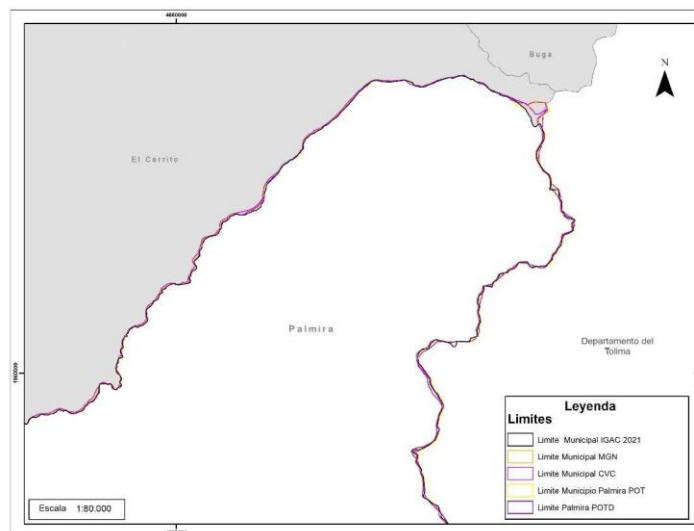 4660000
Buga
N
El Cerrito
Palmira
Departamento del
Tolima
Leyenda
Limites
Limite Municipal IGAC 2021
Limite Municipal MGN
Limite Municipal CVC
Limite Municipio Palmira POT
Limite Palmira POTD
Escala 1:80.000